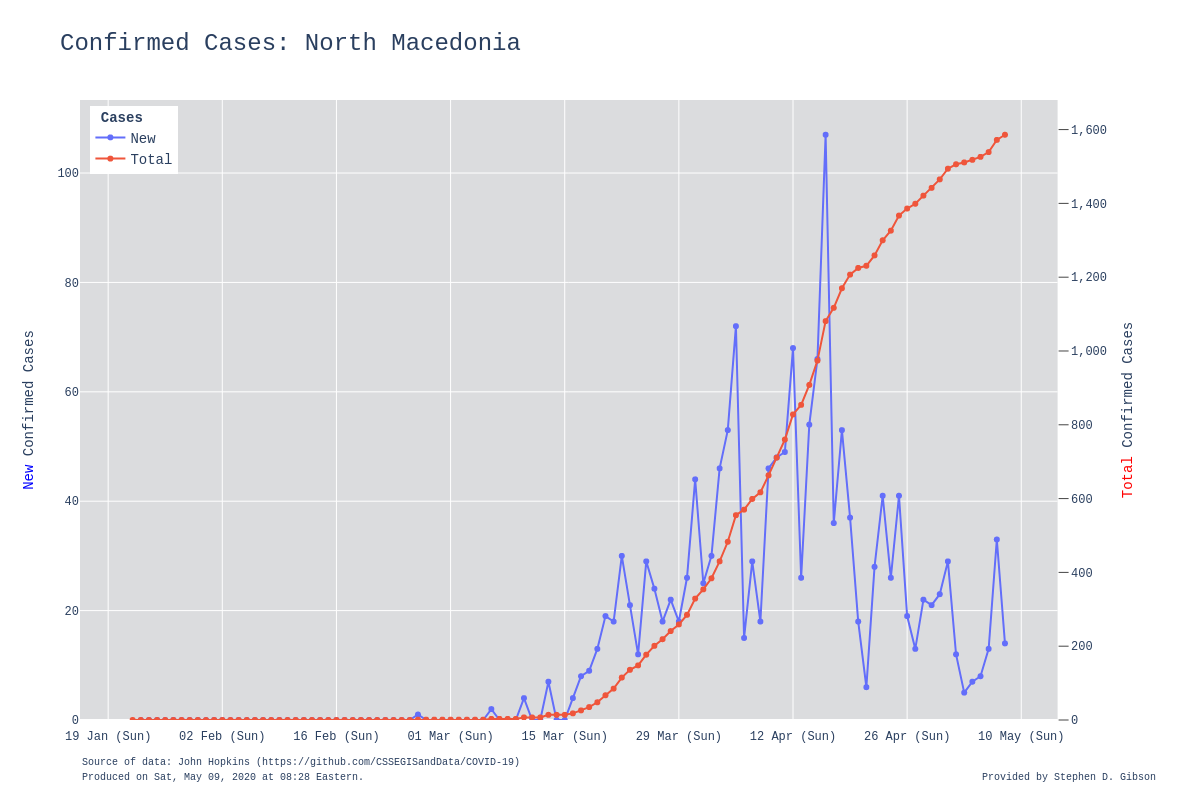 Confirmed Cases: North Macedonia
Cases
New
Total
100
80
60
40
20
0
1,600
1,400
1,200
1,000
800
600
400
200
0
New Confirmed Cases
Total Confirmed Cases
19 Jan (Sun)
02 Feb (Sun)
16 Feb (Sun)
01 Mar (Sun)
15 Mar (Sun)
29 Mar (Sun)
12 Apr (Sun)
26 Apr (Sun)
10 May (Sun)
Source of data: John Hopkins (https://github.com/CSSEGISandData/COVID-19)
Produced on Sat, May 09, 2020 at 08:28 Eastern.
Provided by Stephen D. Gibson